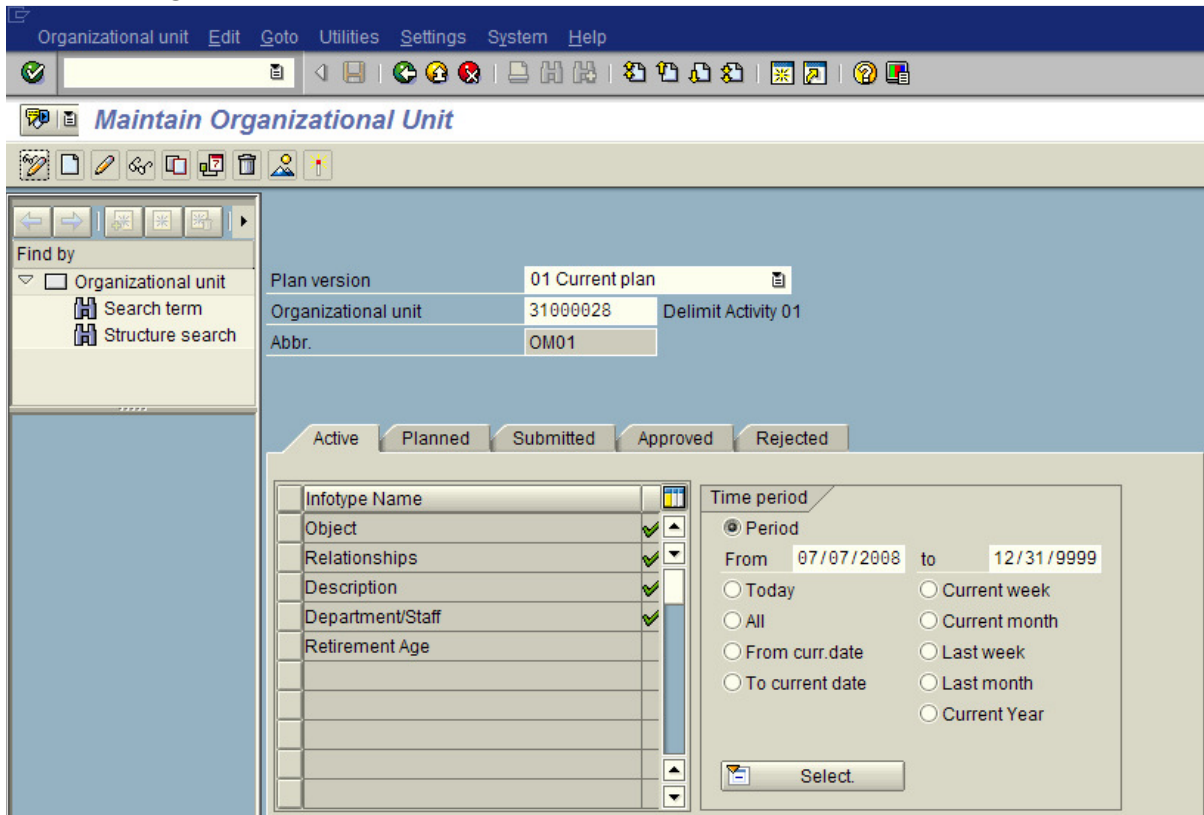 Organizational unit Edit Goto Utilities Settings System Help
Maintain Organizational Unit
Find by
Organizational unit
Search term
Structure search
Plan version 01 Current plan
Organizational unit 31000028 Delimit Activity 01
Abbr. OM01
Active Planned Submitted Approved Rejected
Infotype Name
Object
Relationships
Description
Department/Staff
Retirement Age
Time period
Period
From 07/07/2008 to 12/31/9999
Today Current week
All Current month
From curr.date Last week
To current date Last month
Current Year
Select.